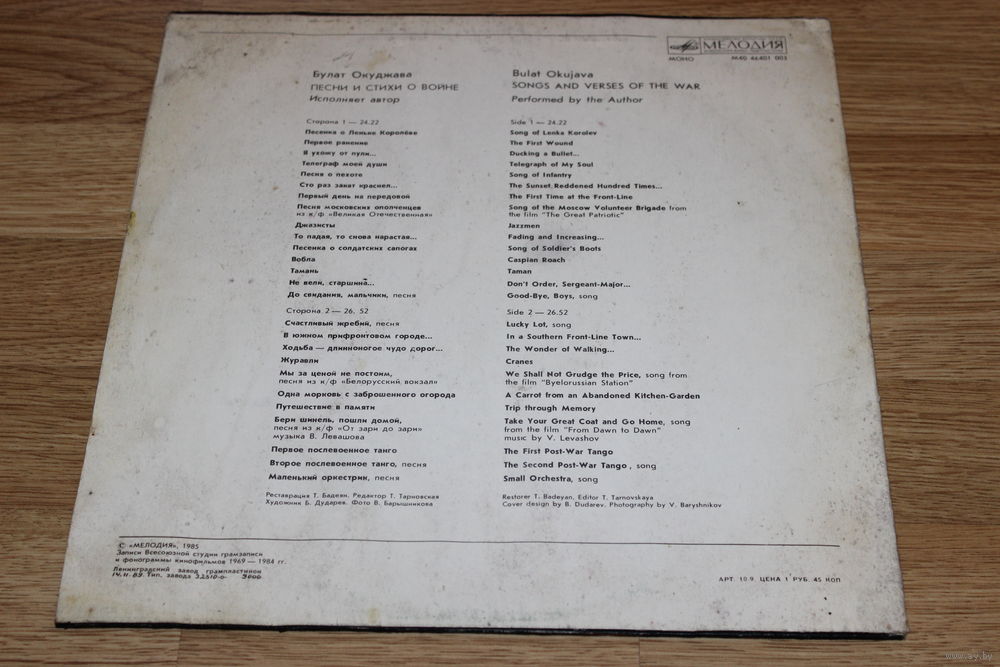 МЕЛОДИЯ
МОНО М40 46401 003
Булат Окуджава
ПЕСНИ И СТИХИ О ВОЙНЕ
Исполняет автор
Сторона 1 — 24.22
Песенка о Леньке Королёве
Первое ранение
Я ухожу от пули...
Телеграф моей души
Песня о пехоте
Сто раз закат краснел...
Первый день на передовой
Песня московских ополченцев
из к/ф «Великая Отечественная»
Джазисты
То падая, то снова нарастая...
Песенка о солдатских сапогах
Вобла
Тамань
Не вели, старшина...
До свидания, мальчики, песня
Сторона 2 — 26. 52
Счастливый жребий, песня
В южном прифронтовом городе...
Ходьба — длинноногое чудо дорог...
Журавли
Мы за ценой не постоим,
песня из к/ф «Белорусский вокзал»
Одна морковь с заброшенного огорода
Путешествие в памяти
Бери шинель, пошли домой,
песня из к/ф «От зари до зари»
музыка В. Левашова
Первое послевоенное танго
Второе послевоенное танго, песня
Маленький оркестрик, песня
Реставрация Т. Бадеян. Редактор Т. Тарновская
Художник Б. Дударев. Фото В. Барышникова
Bulat Okujava
SONGS AND VERSES OF THE WAR
Performed by the Author
Side 1 — 24.22
Song of Lenka Korolev
The First Wound
Ducking a Bullet...
Telegraph of My Soul
Song of Infantry
The Sunset Reddened Hundred Times...
The First Time at the Front-Line
Song of the Moscow Volunteer Brigade from
the film "The Great Patriotic"
Jazzmen
Fading and Increasing...
Song of Soldier's Boots
Caspian Roach
Taman
Don't Order, Sergeant-Major...
Good-Bye, Boys, song
Side 2 — 26.52
Lucky Lot, song
In a Southern Front-Line Town...
The Wonder of Walking...
Cranes
We Shall Not Grudge the Price, song from
the film "Byelorussian Station"
A Carrot from an Abandoned Kitchen-Garden
Trip through Memory
Take Your Great Coat and Go Home, song
from the film "From Dawn to Dawn"
music by V. Levashov
The First Post-War Tango
The Second Post-War Tango, song
Small Orchestra, song
Restorer T. Badeyan, Editor T. Tarnovskaya
Cover design by B. Dudarev, Photography by V. Baryshnikov
С «МЕЛОДИЯ», 1985
Записи Всесоюзной студии грамзаписи
и фонограммы кинофильмов 1969 — 1984 гг.
Ленинградский завод грампластинок
Тип. завода
АРТ. 10.9. ЦЕНА 1 РУБ. 45 КОП
www.ay.by